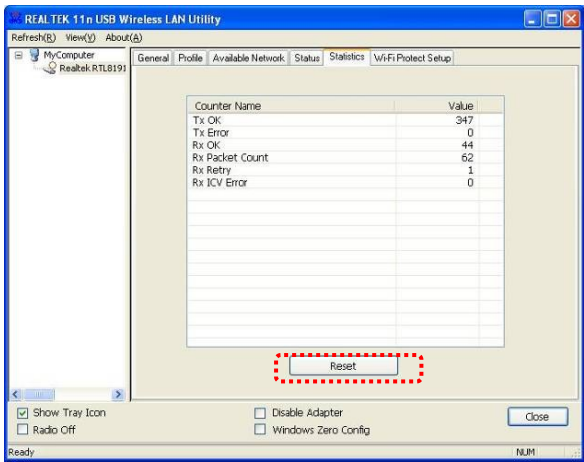 REALTEK 11n USB Wireless LAN Utility
Refresh(R) View(V) About(A)
MyComputer
Realtek RTL8191
General Profile Available Network Status Statistics Wi-Fi Protect Setup
Counter Name Value
Tx OK 347
Tx Error 0
Rx OK 44
Rx Packet Count 62
Rx Retry 1
Rx ICV Error 0
Reset
Show Tray Icon Disable Adapter Close
Radio Off Windows Zero Config
Ready NUM